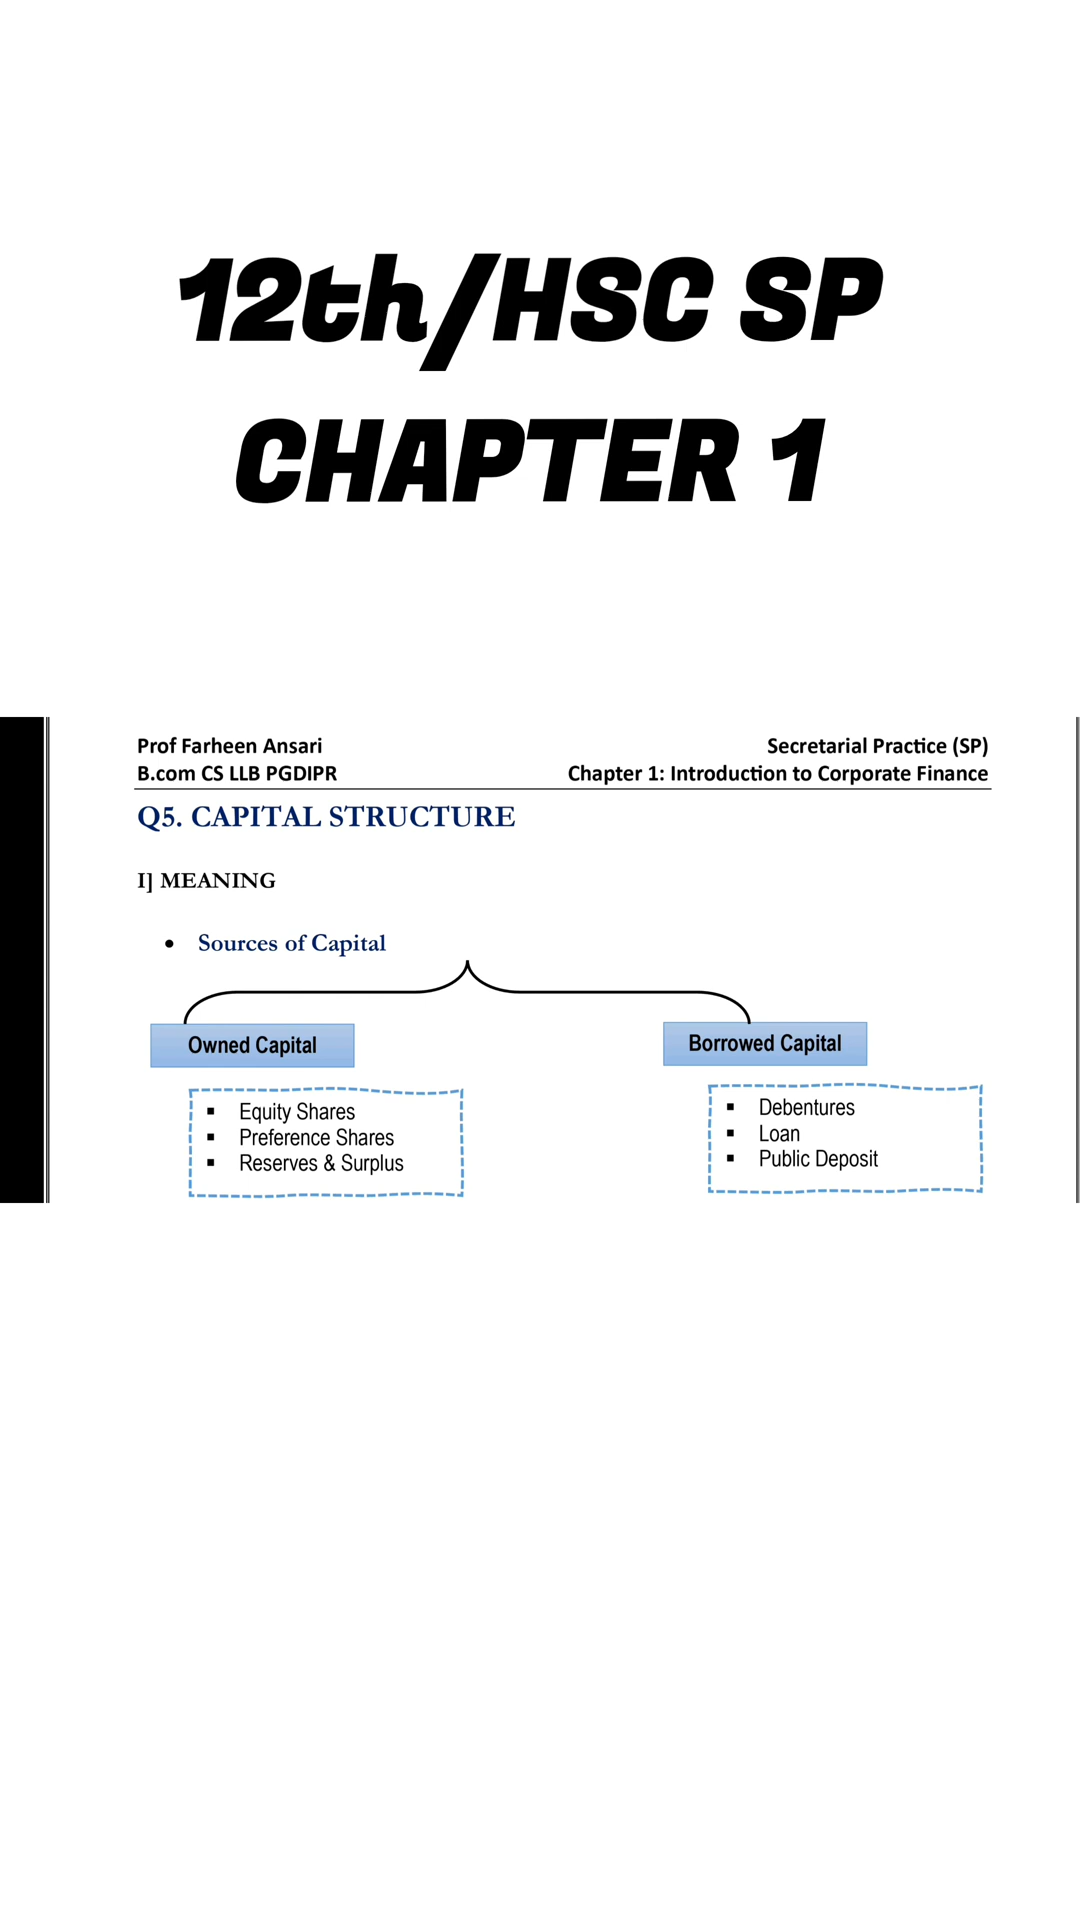 12th/HSC SP
CHAPTER 1
Prof Farheen Ansari
Secretarial Practice (SP)
B.com CS LLB PGDIPR
Chapter 1: Introduction to Corporate Finance
Q5. CAPITAL STRUCTURE
I] MEANING
• Sources of Capital
Owned Capital
Borrowed Capital
▪ Equity Shares
▪ Preference Shares
▪ Reserves & Surplus
▪ Debentures
▪ Loan
▪ Public Deposit